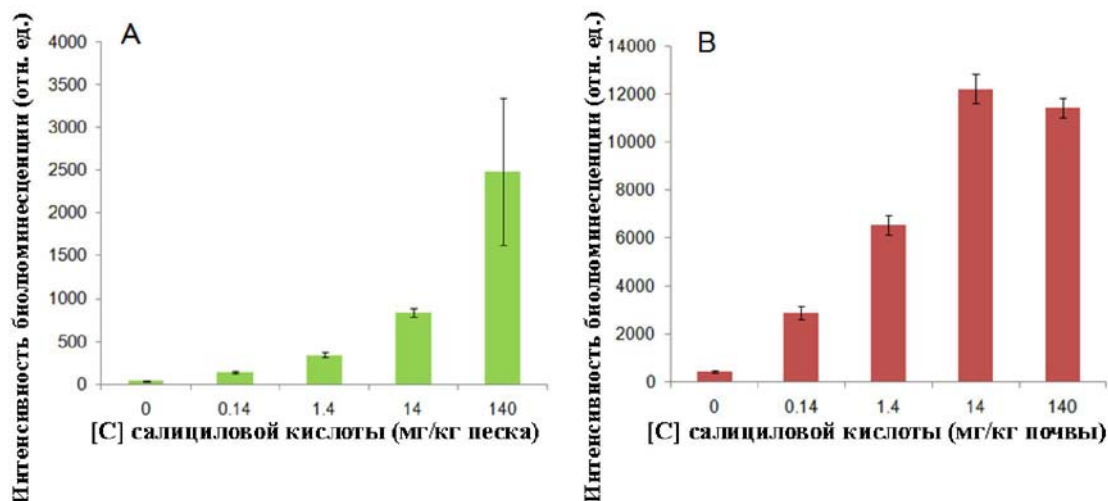 A
Интенсивность биолюминесценции (отн. ед.)
4000
3500
3000
2500
2000
1500
1000
500
0
0 0.14 1.4 14 140
[C] салициловой кислоты (мг/кг песка)
B
Интенсивность биолюминесценции (отн. ед.)
14000
12000
10000
8000
6000
4000
2000
0
0 0.14 1.4 14 140
[C] салициловой кислоты (мг/кг почвы)